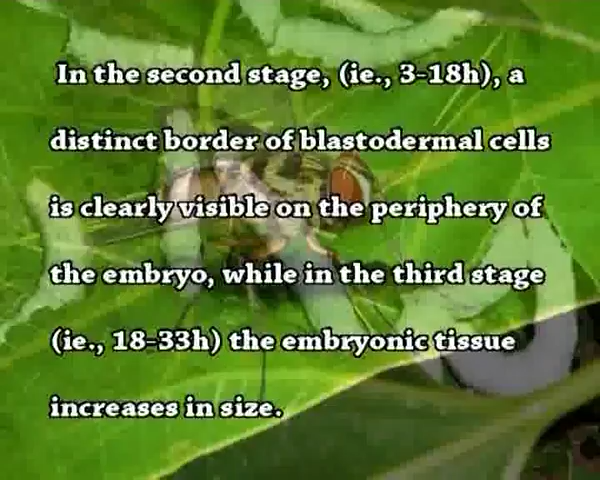 In the second stage, (ie., 3-18h), a
distinct border of blastodermal cells
is clearly visible on the periphery of
the embryo, while in the third stage
(ie., 18-33h) the embryonic tissue
increases in size.